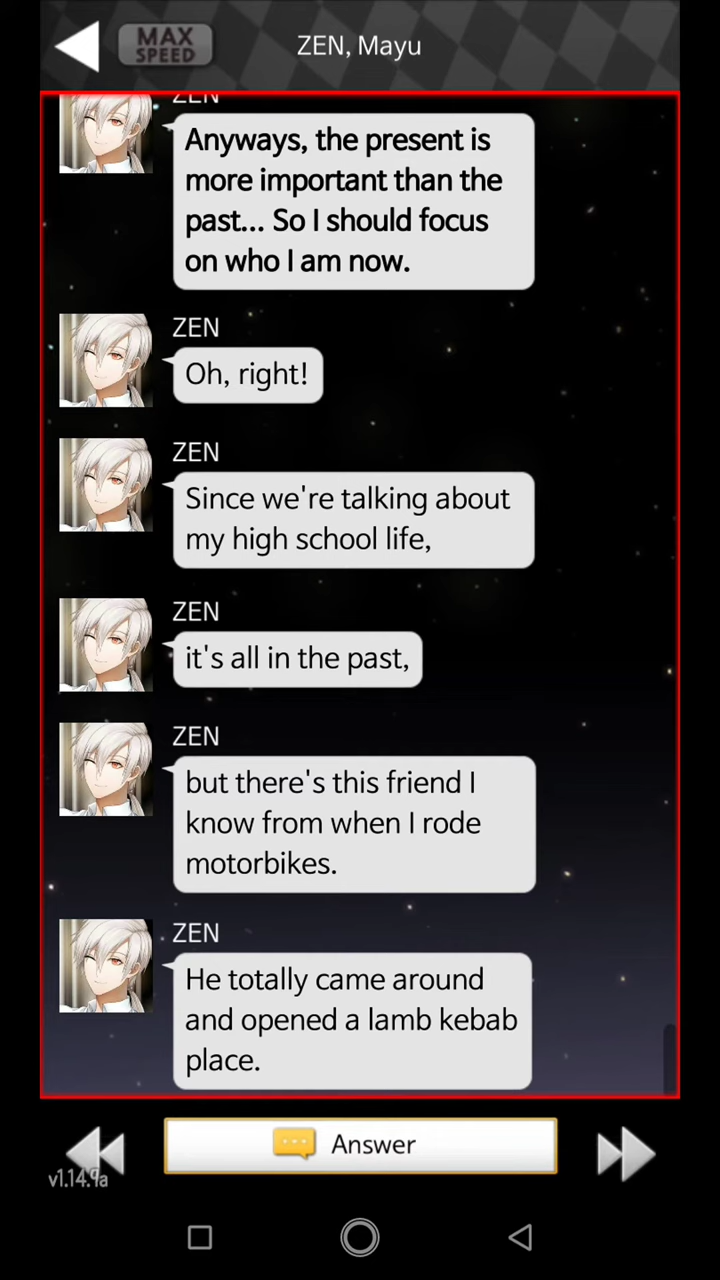 MAX
SPEED
ZEN, Mayu
ZEN
Anyways, the present is
more important than the
past... So I should focus
on who I am now.
ZEN
Oh, right!
ZEN
Since we're talking about
my high school life,
ZEN
it's all in the past,
ZEN
but there's this friend I
know from when I rode
motorbikes.
ZEN
He totally came around
and opened a lamb kebab
place.
Answer
v1.14.9a